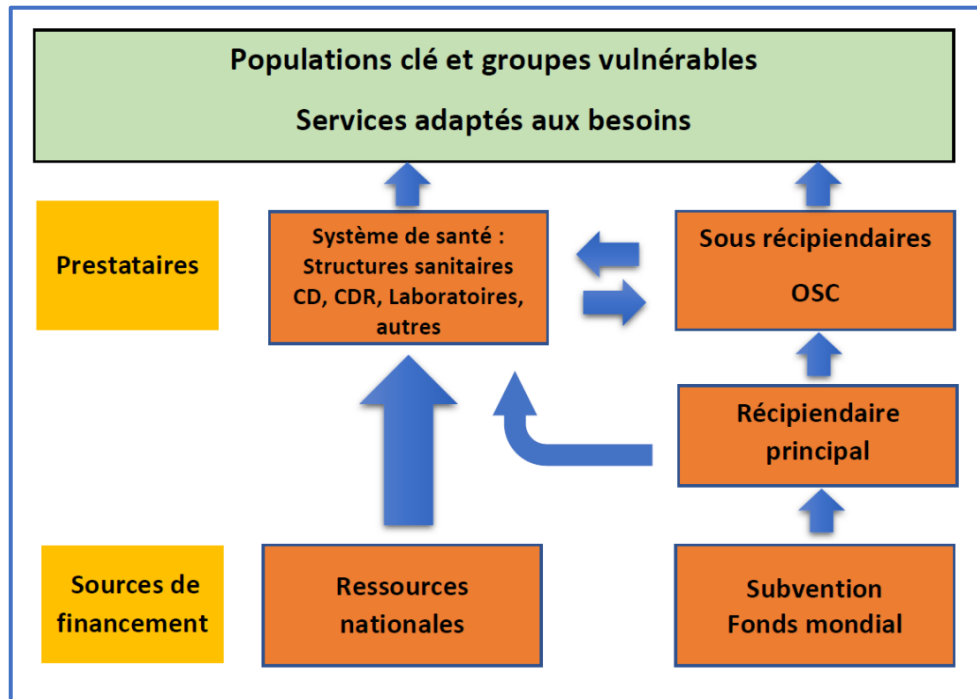 Populations clé et groupes vulnérables
Services adaptés aux besoins
Prestataires
Système de santé :
Structures sanitaires
CD, CDR, Laboratoires,
autres
Sous récipiendaires
OSC
Récipiendaire
principal
Sources de
financement
Ressources
nationales
Subvention
Fonds mondial